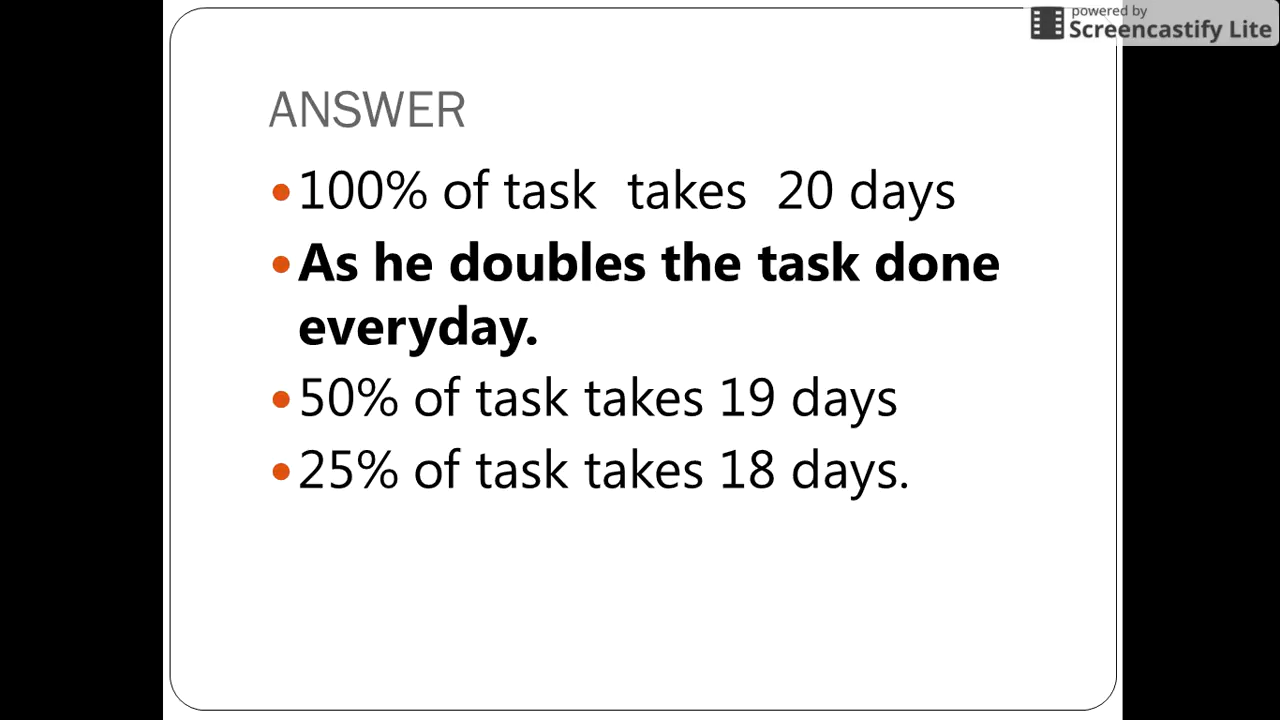 powered by
Screencastify Lite
ANSWER
100% of task takes 20 days
As he doubles the task done
everyday.
50% of task takes 19 days
25% of task takes 18 days.